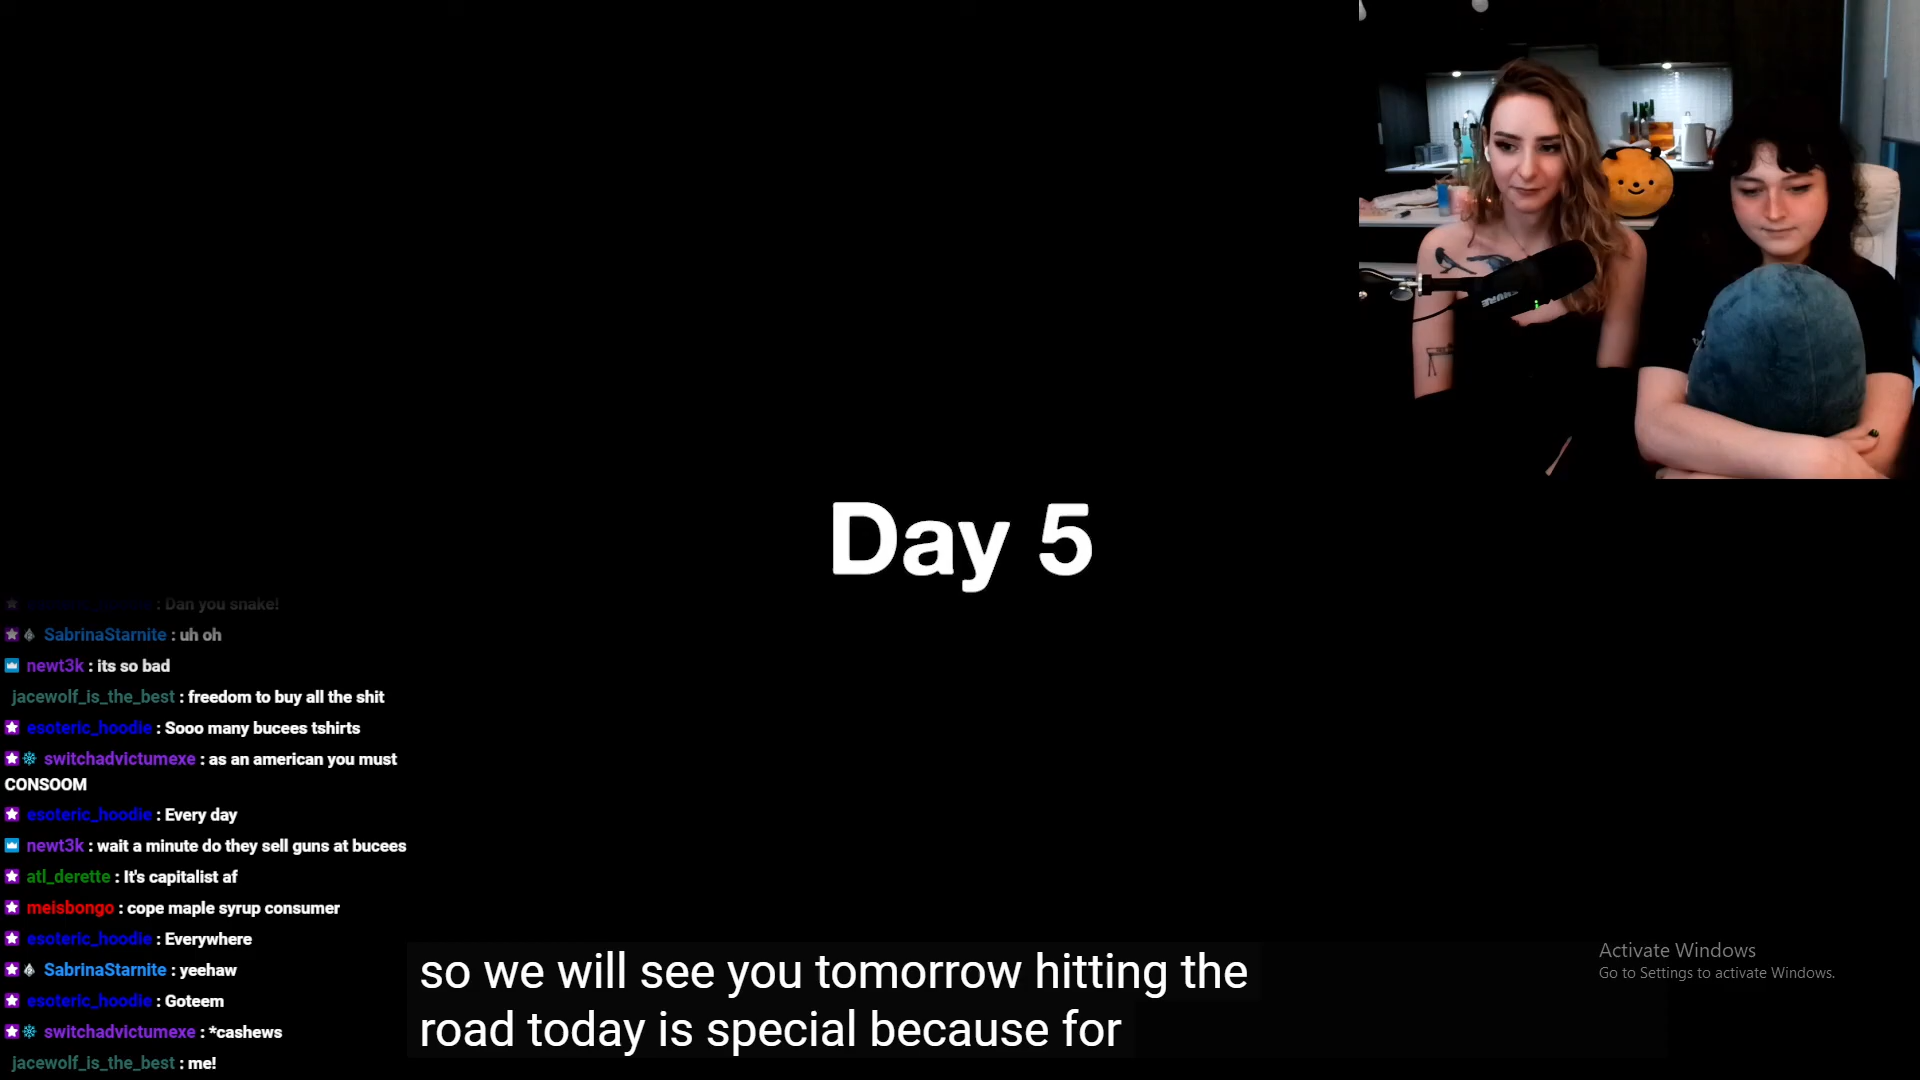 Day 5
: Dan you snake!
SabrinaStarnite : uh oh
newt3k : its so bad
jacewolf_is_the_best : freedom to buy all the shit
esoteric_hoodie : Sooo many bucees tshirts
switchadvictumexe : as an american you must
CONSOOM
esoteric_hoodie : Every day
newt3k : wait a minute do they sell guns at bucees
atl_derette : It's capitalist af
meisbongo : cope maple syrup consumer
esoteric_hoodie : Everywhere
SabrinaStarnite : yeehaw
esoteric_hoodie : Goteem
switchadvictumexe : *cashews
jacewolf_is_the_best : me!
so we will see you tomorrow hitting the
road today is special because for
Activate Windows
Go to Settings to activate Windows.
SHURE